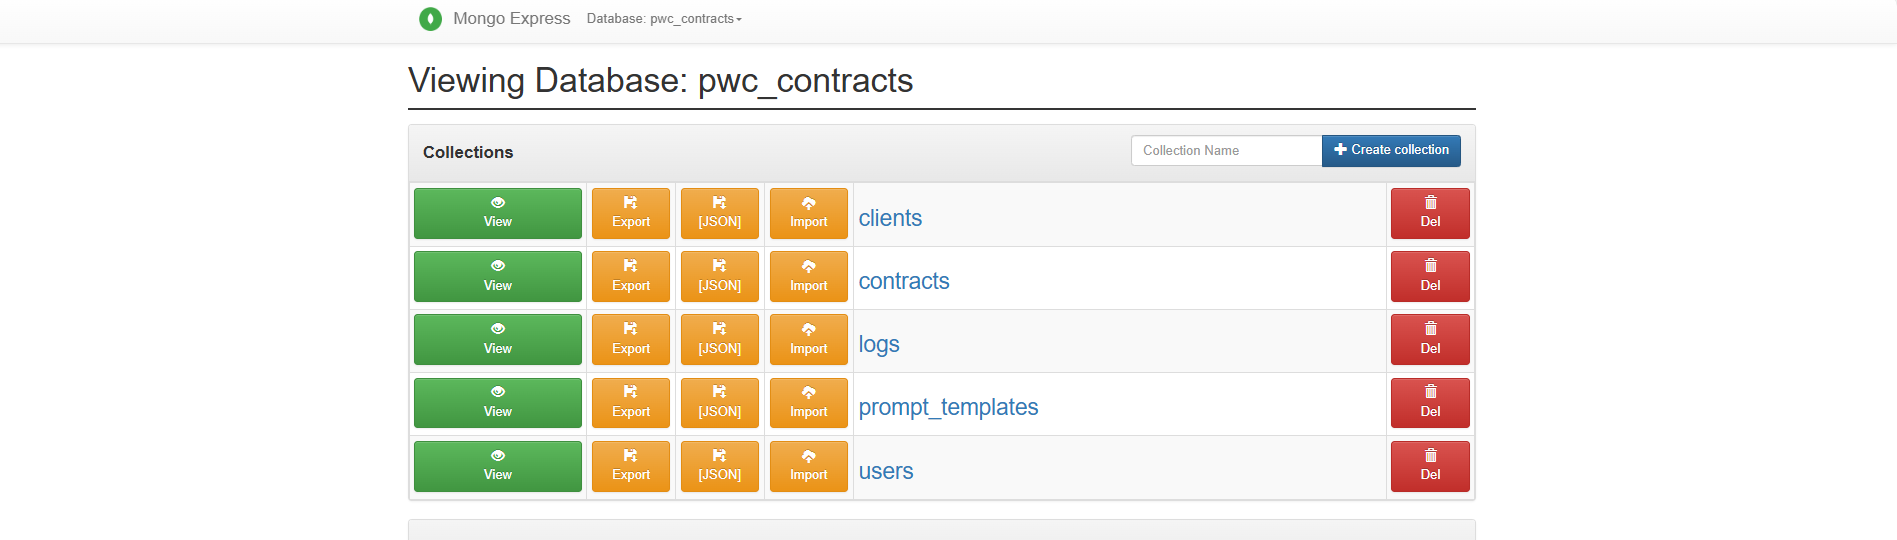 Mongo Express Database: pwc_contracts
Viewing Database: pwc_contracts
Collections Collection Name Create collection
View Export [JSON] Import clients Del
View Export [JSON] Import contracts Del
View Export [JSON] Import logs Del
View Export [JSON] Import prompt_templates Del
View Export [JSON] Import users Del